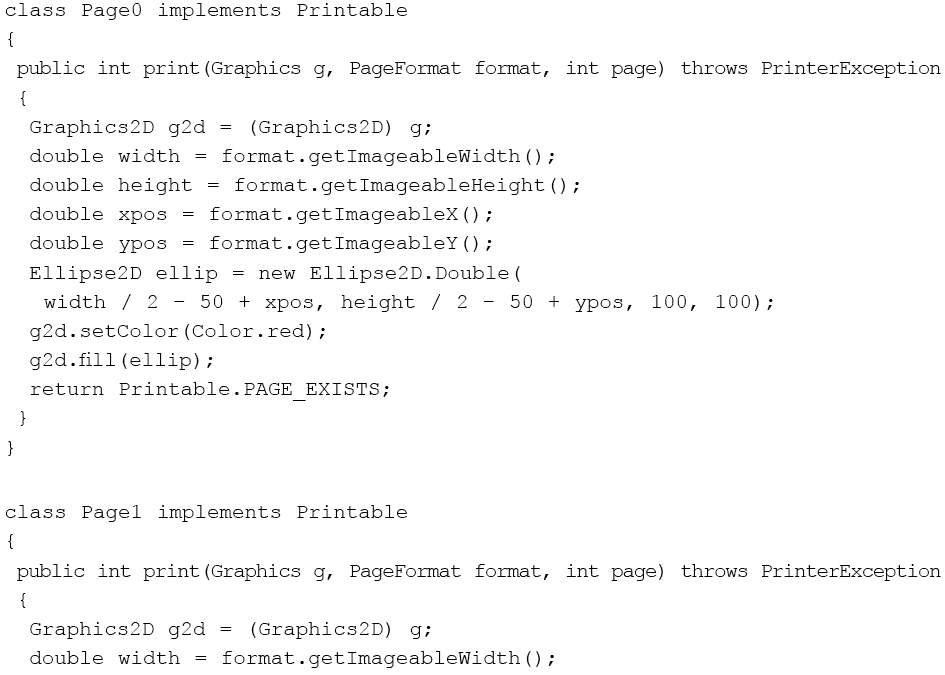 class Page0 implements Printable
{
public int print(Graphics g, PageFormat format, int page) throws PrinterException
{
Graphics2D g2d = (Graphics2D) g;
double width = format.getImageableWidth();
double height = format.getImageableHeight();
double xpos = format.getImageableX();
double ypos = format.getImageableY();
Ellipse2D ellip = new Ellipse2D.Double(
width / 2 - 50 + xpos, height / 2 - 50 + ypos, 100, 100);
g2d.setColor(Color.red);
g2d.fill(ellip);
return Printable.PAGE_EXISTS;
}
}
class Page1 implements Printable
{
public int print(Graphics g, PageFormat format, int page) throws PrinterException
{
Graphics2D g2d = (Graphics2D) g;
double width = format.getImageableWidth();